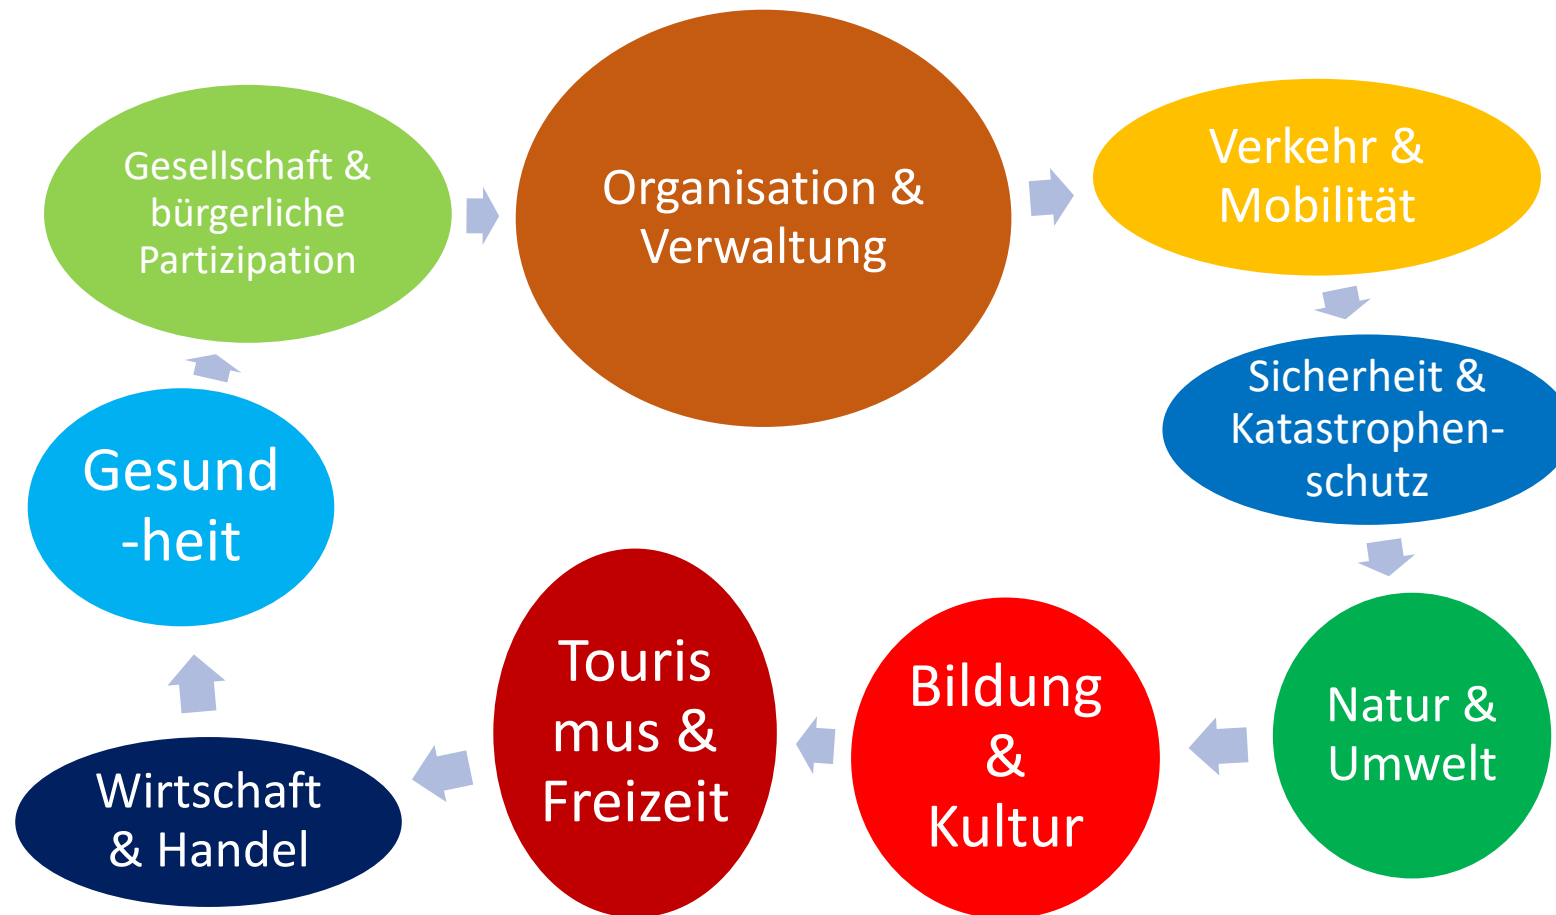 Gesellschaft &
bürgerliche
Partizipation
Organisation &
Verwaltung
Verkehr &
Mobilität
Sicherheit &
Katastrophen-
schutz
Natur &
Umwelt
Bildung
&
Kultur
Touris
mus &
Freizeit
Wirtschaft
& Handel
Gesund
-heit